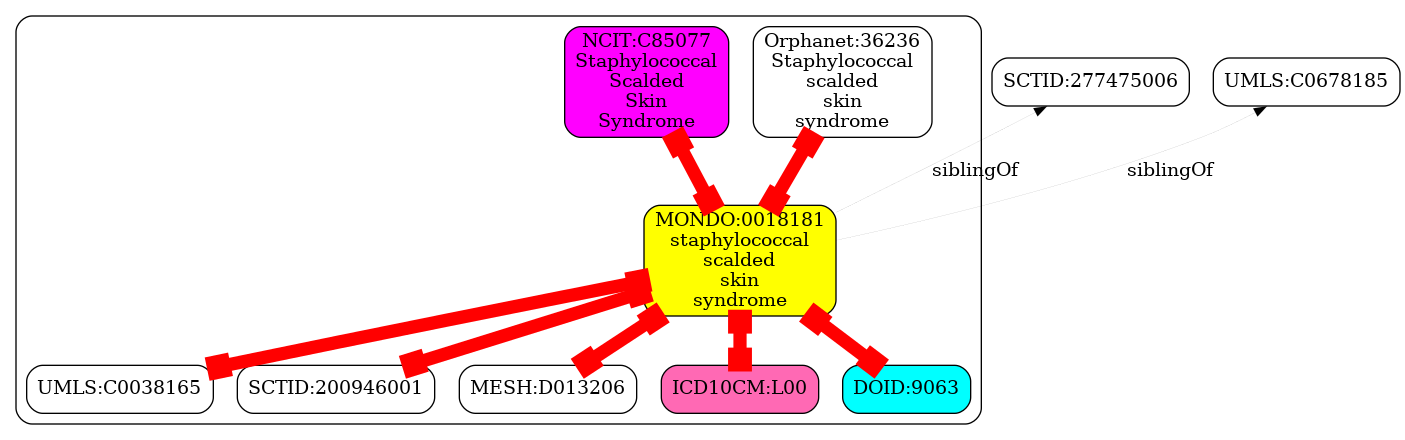 NCIT:C85077
Staphylococcal
Scalded
Skin
Syndrome
Orphanet:36236
Staphylococcal
scalded
skin
syndrome
SCTID:277475006
UMLS:C0678185
siblingOf
siblingOf
MONDO:0018181
staphylococcal
scalded
skin
syndrome
UMLS:C0038165
SCTID:200946001
MESH:D013206
ICD10CM:L00
DOID:9063